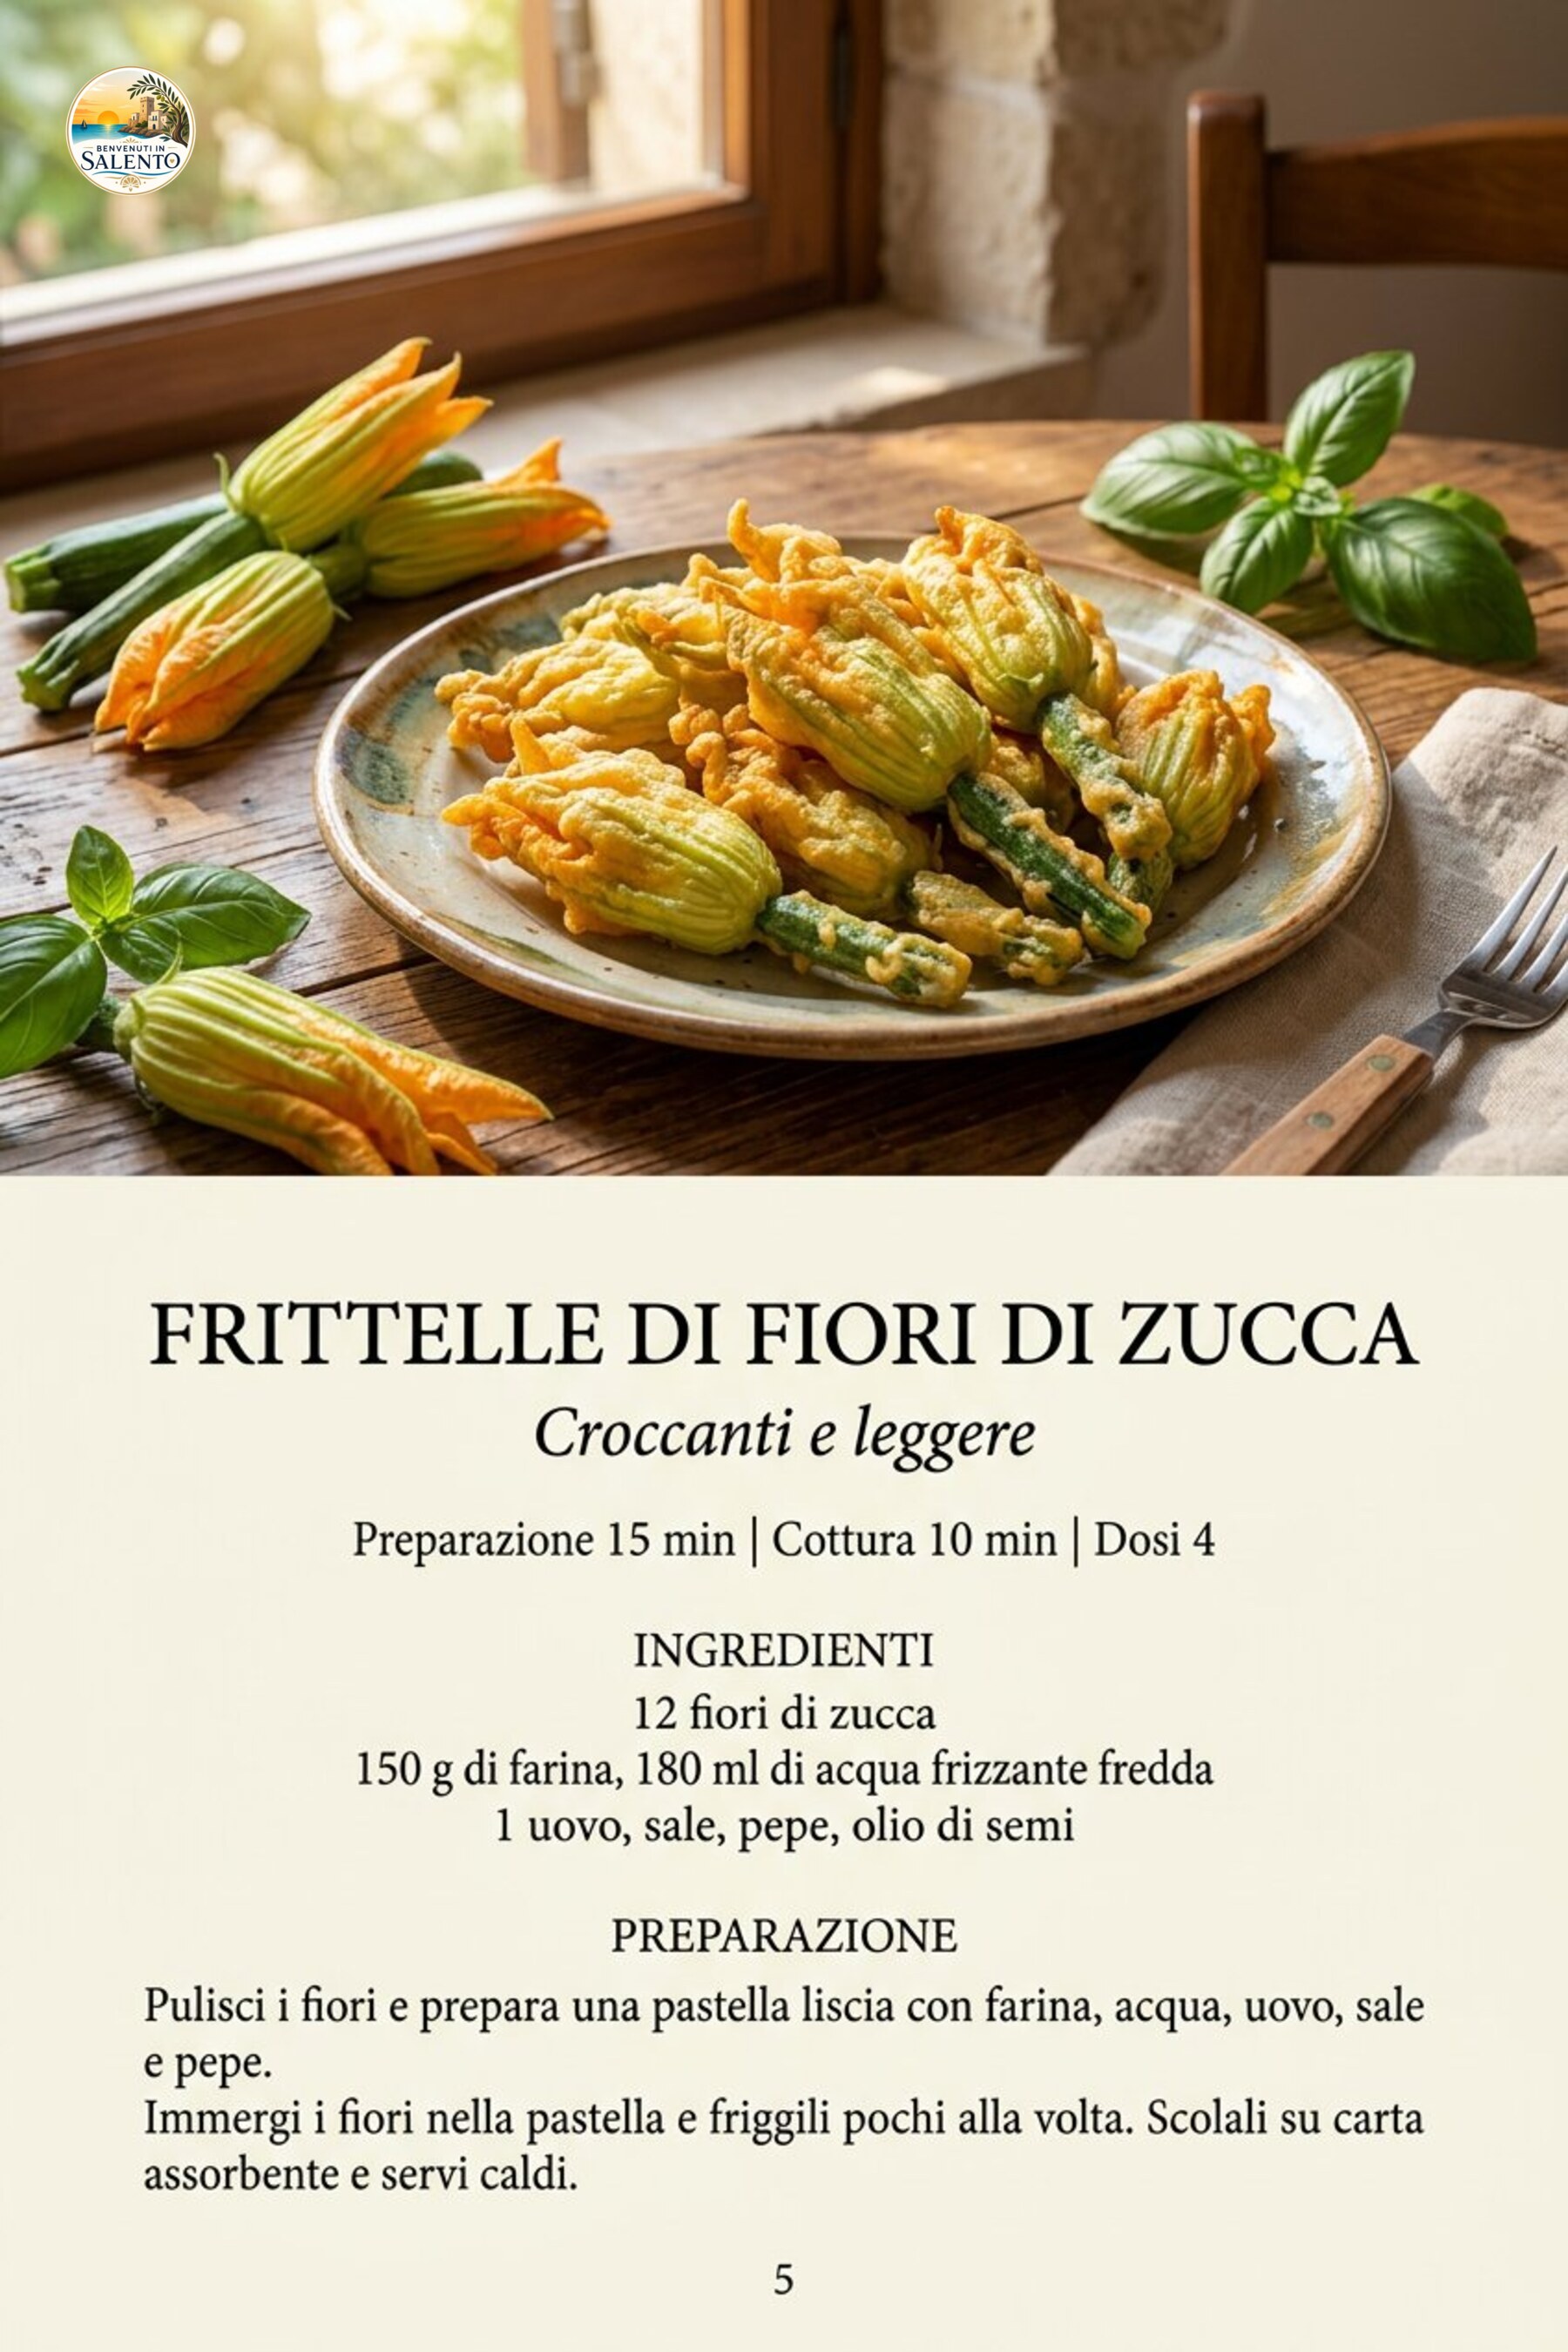 BENVENUTI IN
SALENTO
FRITTELLE DI FIORI DI ZUCCA
Croccanti e leggere
Preparazione 15 min | Cottura 10 min | Dosi 4
INGREDIENTI
12 fiori di zucca
150 g di farina, 180 ml di acqua frizzante fredda
1 uovo, sale, pepe, olio di semi
PREPARAZIONE
Pulisci i fiori e prepara una pastella liscia con farina, acqua, uovo, sale
e pepe.
Immergi i fiori nella pastella e friggili pochi alla volta. Scolali su carta
assorbente e servi caldi.
5